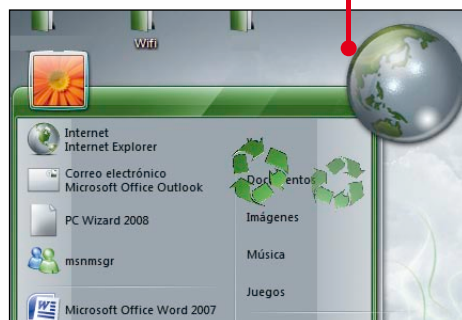 Wifi
Internet
Internet Explorer
Correo electrónico
Microsoft Office Outlook
PC Wizard 2008
msnmsgr
Microsoft Office Word 2007
Documentos
Imágenes
Música
Juegos